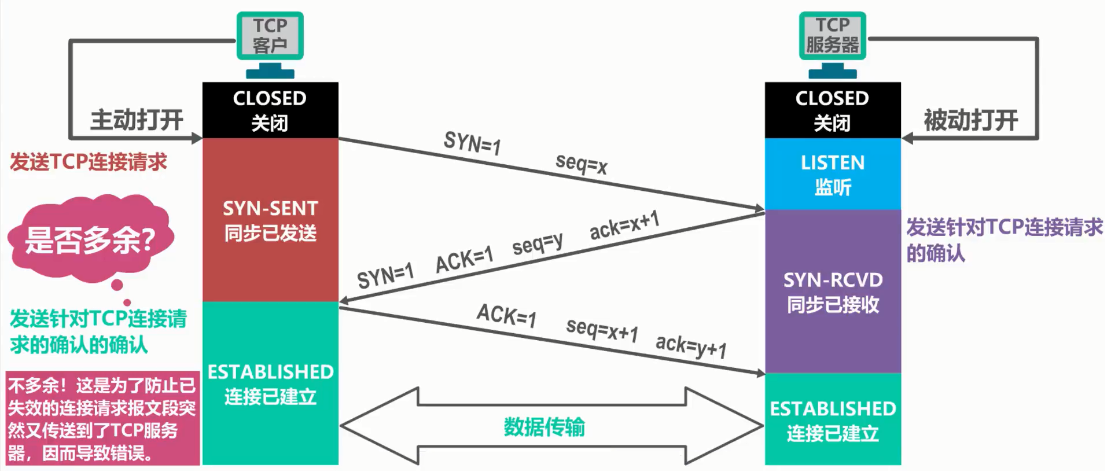 TCP
客户
TCP
服务器
CLOSED
关闭
CLOSED
关闭
主动打开
被动打开
发送TCP连接请求
SYN=1 seq=x
LISTEN
监听
SYN-SENT
同步已发送
是否多余?
SYN=1 ACK=1 seq=y ack=x+1
发送针对TCP连接请求
的确认
SYN-RCVD
同步已接收
发送针对TCP连接请
求的确认的确认
ACK=1 seq=x+1 ack=y+1
ESTABLISHED
连接已建立
不多余!这是为了防止已
失效的连接请求报文段突
然又传送到了TCP服务
器,因而导致错误。
数据传输
ESTABLISHED
连接已建立